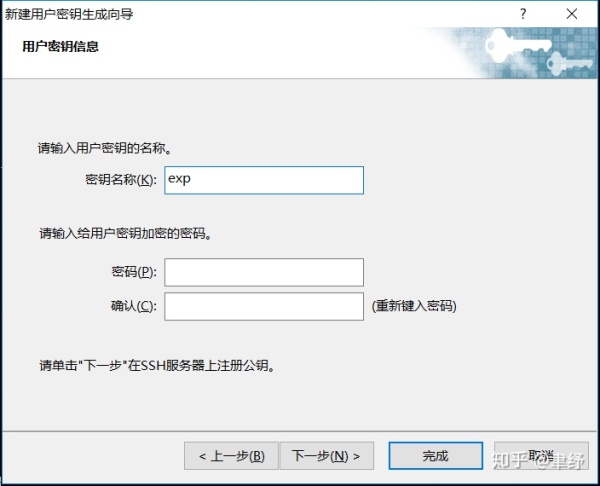 新建用户密钥生成向导
用户密钥信息
请输入用户密钥的名称。
密钥名称(K): exp
请输入给用户密钥加密的密码。
密码(P):
确认(C): (重新键入密码)
请单击"下一步"在SSH服务器上注册公钥。
< 上一步(B) 下一步(N) > 完成 取消
知乎 @聿纾